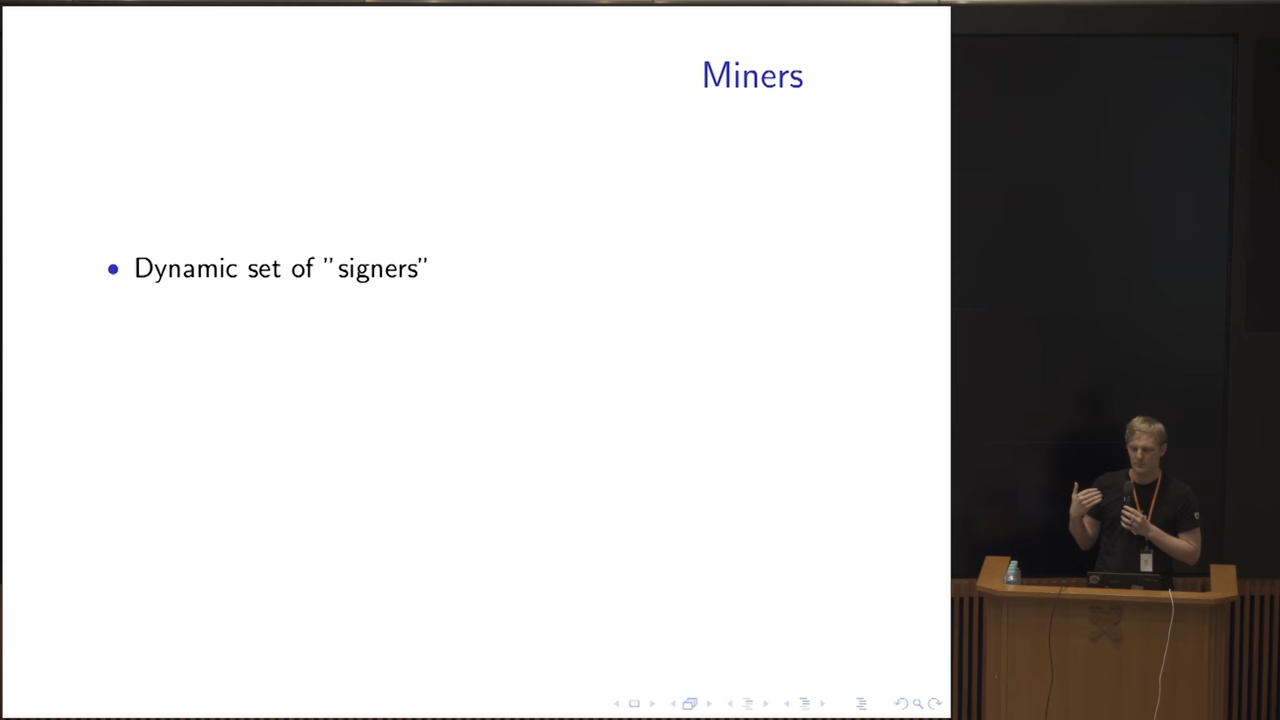 Miners
• Dynamic set of ”signers”